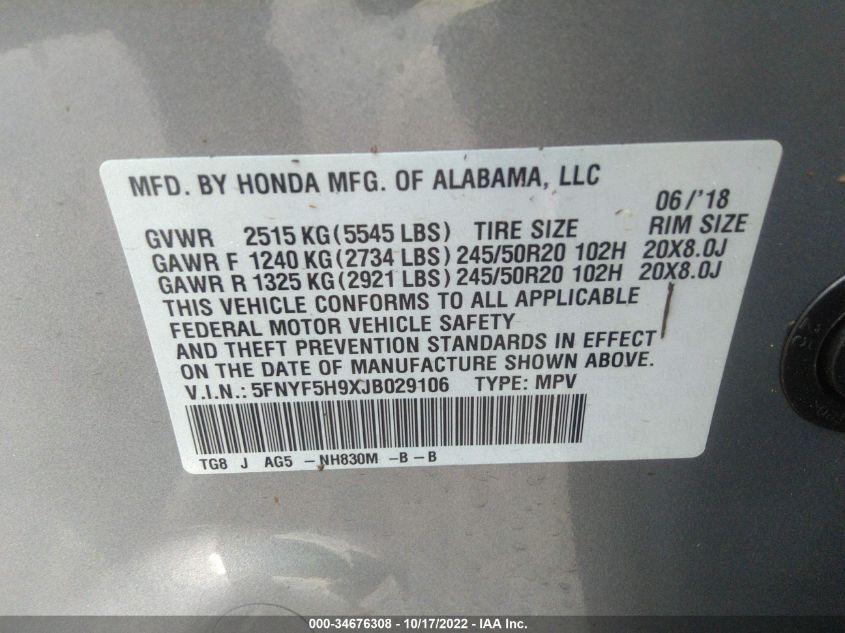 MFD. BY HONDA MFG. OF ALABAMA, LLC
06/'18
GVWR 2515 KG(5545 LBS) TIRE SIZE RIM SIZE
GAWR F 1240 KG(2734 LBS) 245/50R20 102H 20X8.0J
GAWR R 1325 KG(2921 LBS) 245/50R20 102H 20X8.0J
THIS VEHICLE CONFORMS TO ALL APPLICABLE
FEDERAL MOTOR VEHICLE SAFETY
AND THEFT PREVENTION STANDARDS IN EFFECT
ON THE DATE OF MANUFACTURE SHOWN ABOVE.
V.I.N.: 5FNYF5H9XJB029106 TYPE: MPV
TG8 J AG5 -NH830M -B-B
000-34676308 - 10/17/2022 - IAA Inc.